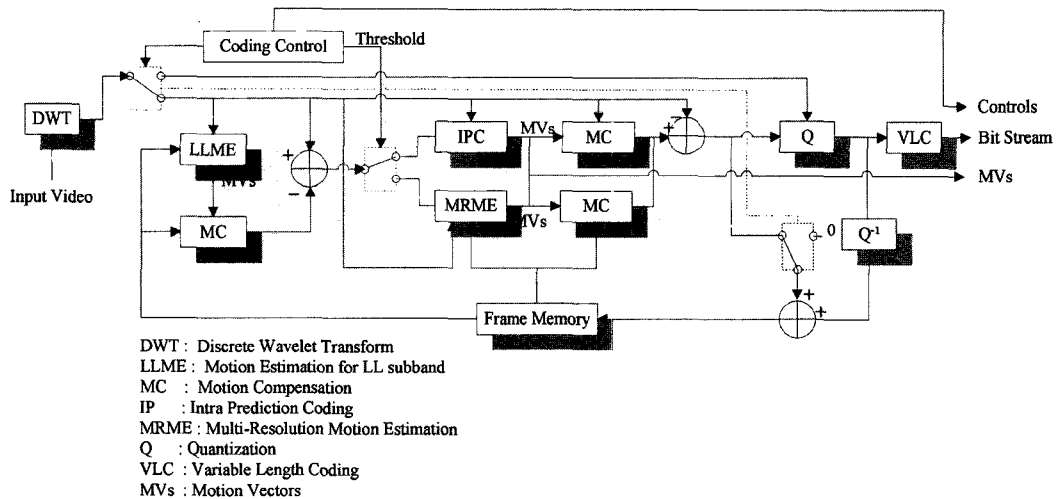 Coding Control
Threshold
Controls
DWT
IPC
MVs
MC
Q
VLC
Bit Stream
LLME
MVs
Input Video
MRME
MVs
MC
MVs
MC
0
Q-1
Frame Memory
+
−
+
−
+
+
DWT : Discrete Wavelet Transform
LLME : Motion Estimation for LL subband
MC : Motion Compensation
IP : Intra Prediction Coding
MRME : Multi-Resolution Motion Estimation
Q : Quantization
VLC : Variable Length Coding
MVs : Motion Vectors